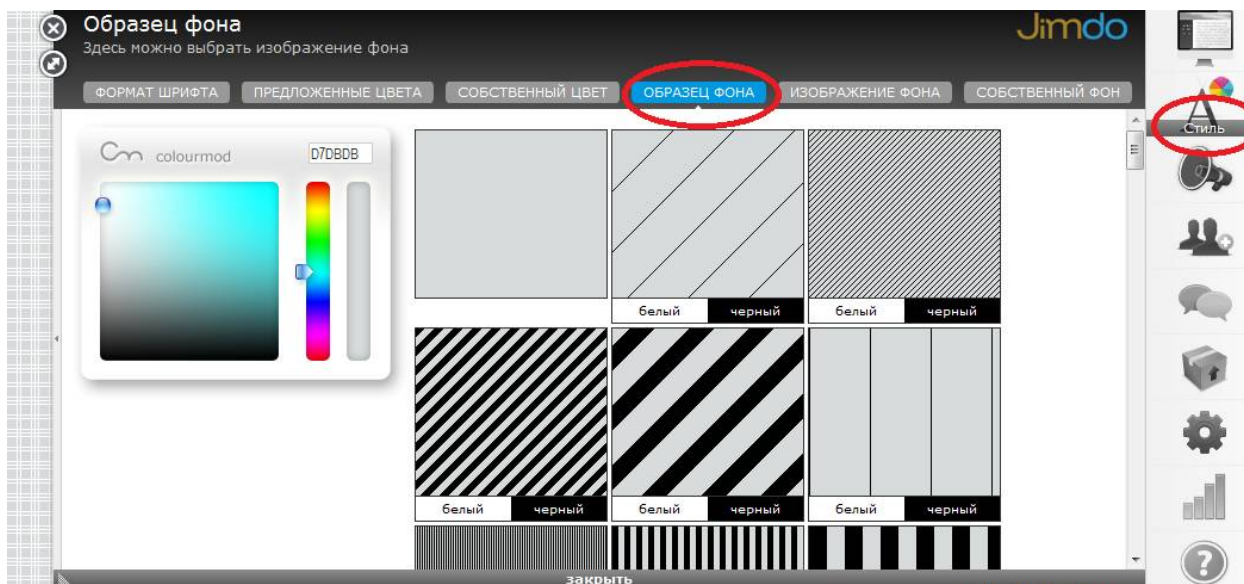 Образец фона
Здесь можно выбрать изображение фона
Jimdo
ФОРМАТ ШРИФТА ПРЕДЛОЖЕННЫЕ ЦВЕТА СОБСТВЕННЫЙ ЦВЕТ ОБРАЗЕЦ ФОНА ИЗОБРАЖЕНИЕ ФОНА СОБСТВЕННЫЙ ФОН
Стиль
Cm colourmod D7DBDB
белый черный белый черный
белый черный белый черный белый черный
закрыть